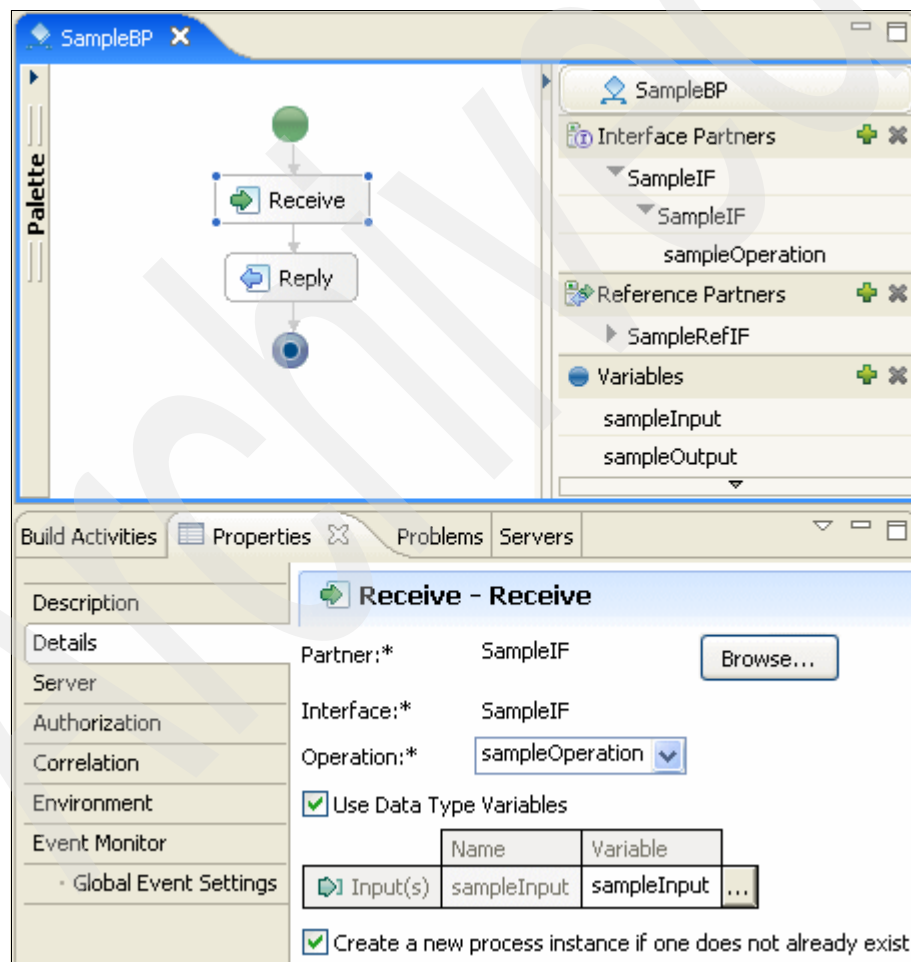 SampleBP
Palette
Receive
Reply
SampleBP
Interface Partners
SampleIF
SampleIF
sampleOperation
Reference Partners
SampleRefIF
Variables
sampleInput
sampleOutput
Build Activities Properties Problems Servers
Description
Details
Server
Authorization
Correlation
Environment
Event Monitor
· Global Event Settings
Receive - Receive
Partner:* SampleIF Browse...
Interface:* SampleIF
Operation:* sampleOperation
Use Data Type Variables
Name Variable
Input(s) sampleInput sampleInput ...
Create a new process instance if one does not already exist